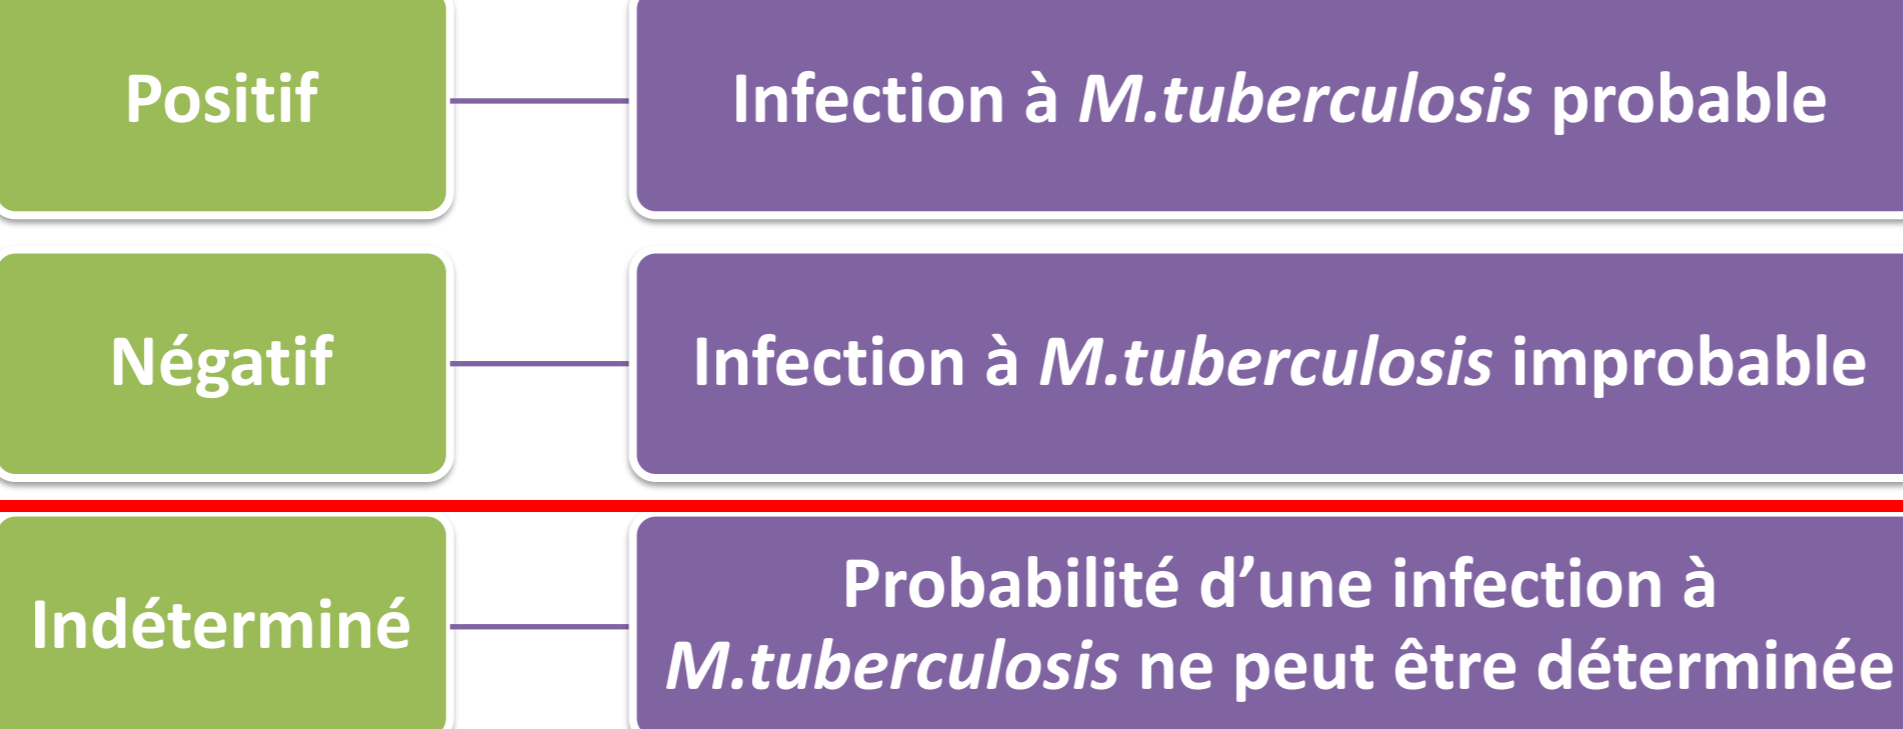 Positif
Infection à M.tuberculosis probable
Négatif
Infection à M.tuberculosis improbable
Indéterminé
Probabilité d’une infection à
M.tuberculosis ne peut être déterminée